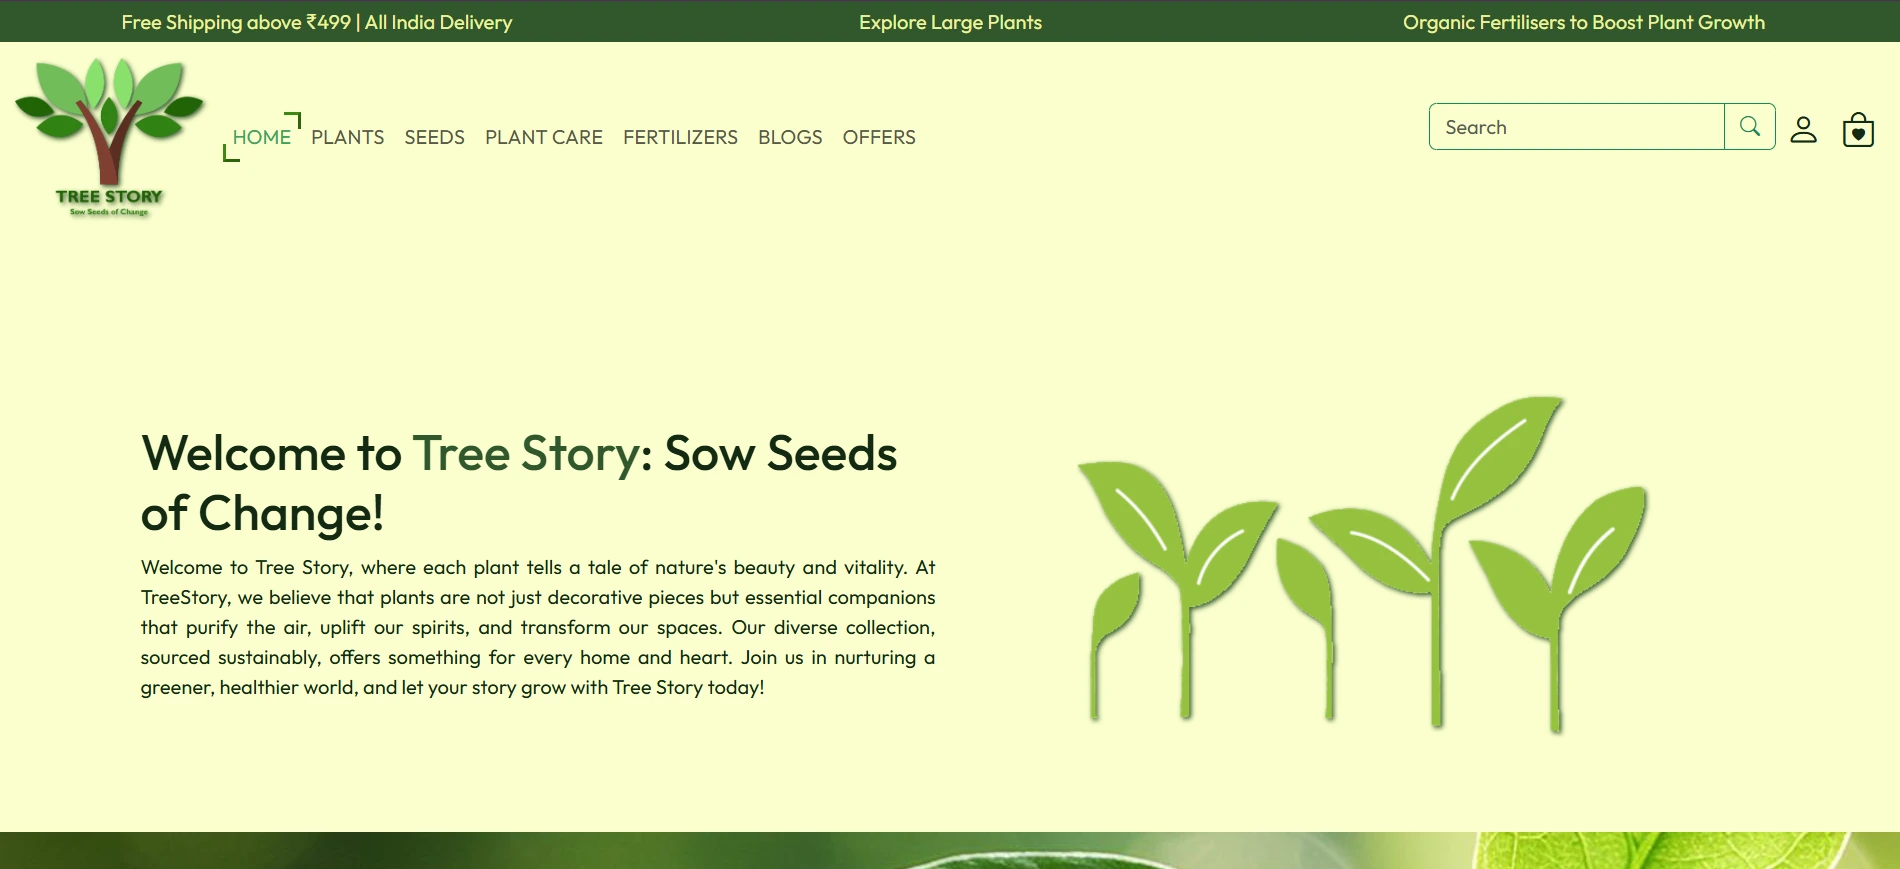 Free Shipping above ₹499 | All India Delivery
Explore Large Plants
Organic Fertilisers to Boost Plant Growth
TREE STORY
Sow Seeds of Change
HOME
PLANTS
SEEDS
PLANT CARE
FERTILIZERS
BLOGS
OFFERS
Search
Welcome to Tree Story: Sow Seeds
of Change!
Welcome to Tree Story, where each plant tells a tale of nature's beauty and vitality. At
TreeStory, we believe that plants are not just decorative pieces but essential companions
that purify the air, uplift our spirits, and transform our spaces. Our diverse collection,
sourced sustainably, offers something for every home and heart. Join us in nurturing a
greener, healthier world, and let your story grow with Tree Story today!